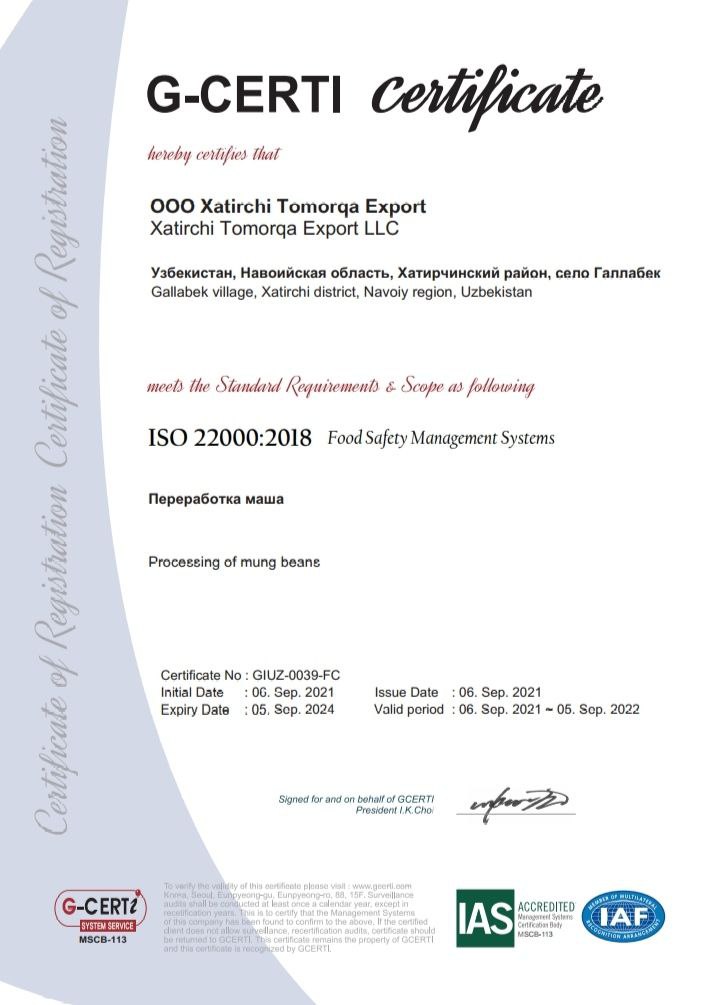 G-CERTI Certificate
hereby certifies that
ООО Xatirchi Tomorqa Export
Xatirchi Tomorqa Export LLC
Узбекистан, Навоийская область, Хатирчинский район, село Галлабек
Gallabek village, Xatirchi district, Navoiy region, Uzbekistan
meets the Standard Requirements & Scope as following
ISO 22000:2018 Food Safety Management Systems
Переработка маша
Processing of mung beans
Certificate No : GIUZ-0039-FC
Initial Date : 06. Sep. 2021 Issue Date : 06. Sep. 2021
Expiry Date : 05. Sep. 2024 Valid period : 06. Sep. 2021 ~ 05. Sep. 2022
Signed for and on behalf of GCERTI
President I.K.Choi
Certificate of Registration Certificate of Registration
G-CERTi
SYSTEM SERVICE
MSCB-113
To verify the validity of this certificate please visit : www.gcerti.com
Korea, Seoul, Eunpyeong-gu, Eunpyeong-ro, 88, 15F. Surveillance
audits shall be conducted at least once a calendar year, except in
recetification years. This is to certify that the Management Systems
of this company has been found to confirm to the above. If the certified
client does not allow surveillance, recertification audits, certificate should
be returned to GCERTI. This certificate remains the property of GCERTI
and this certificate is recognized by GCERTI.
IAS ACCREDITED
Management Systems
Certification Body
MSCB-113
MEMBER OF MULTILATERAL
IAF
RECOGNITION ARRANGEMENT